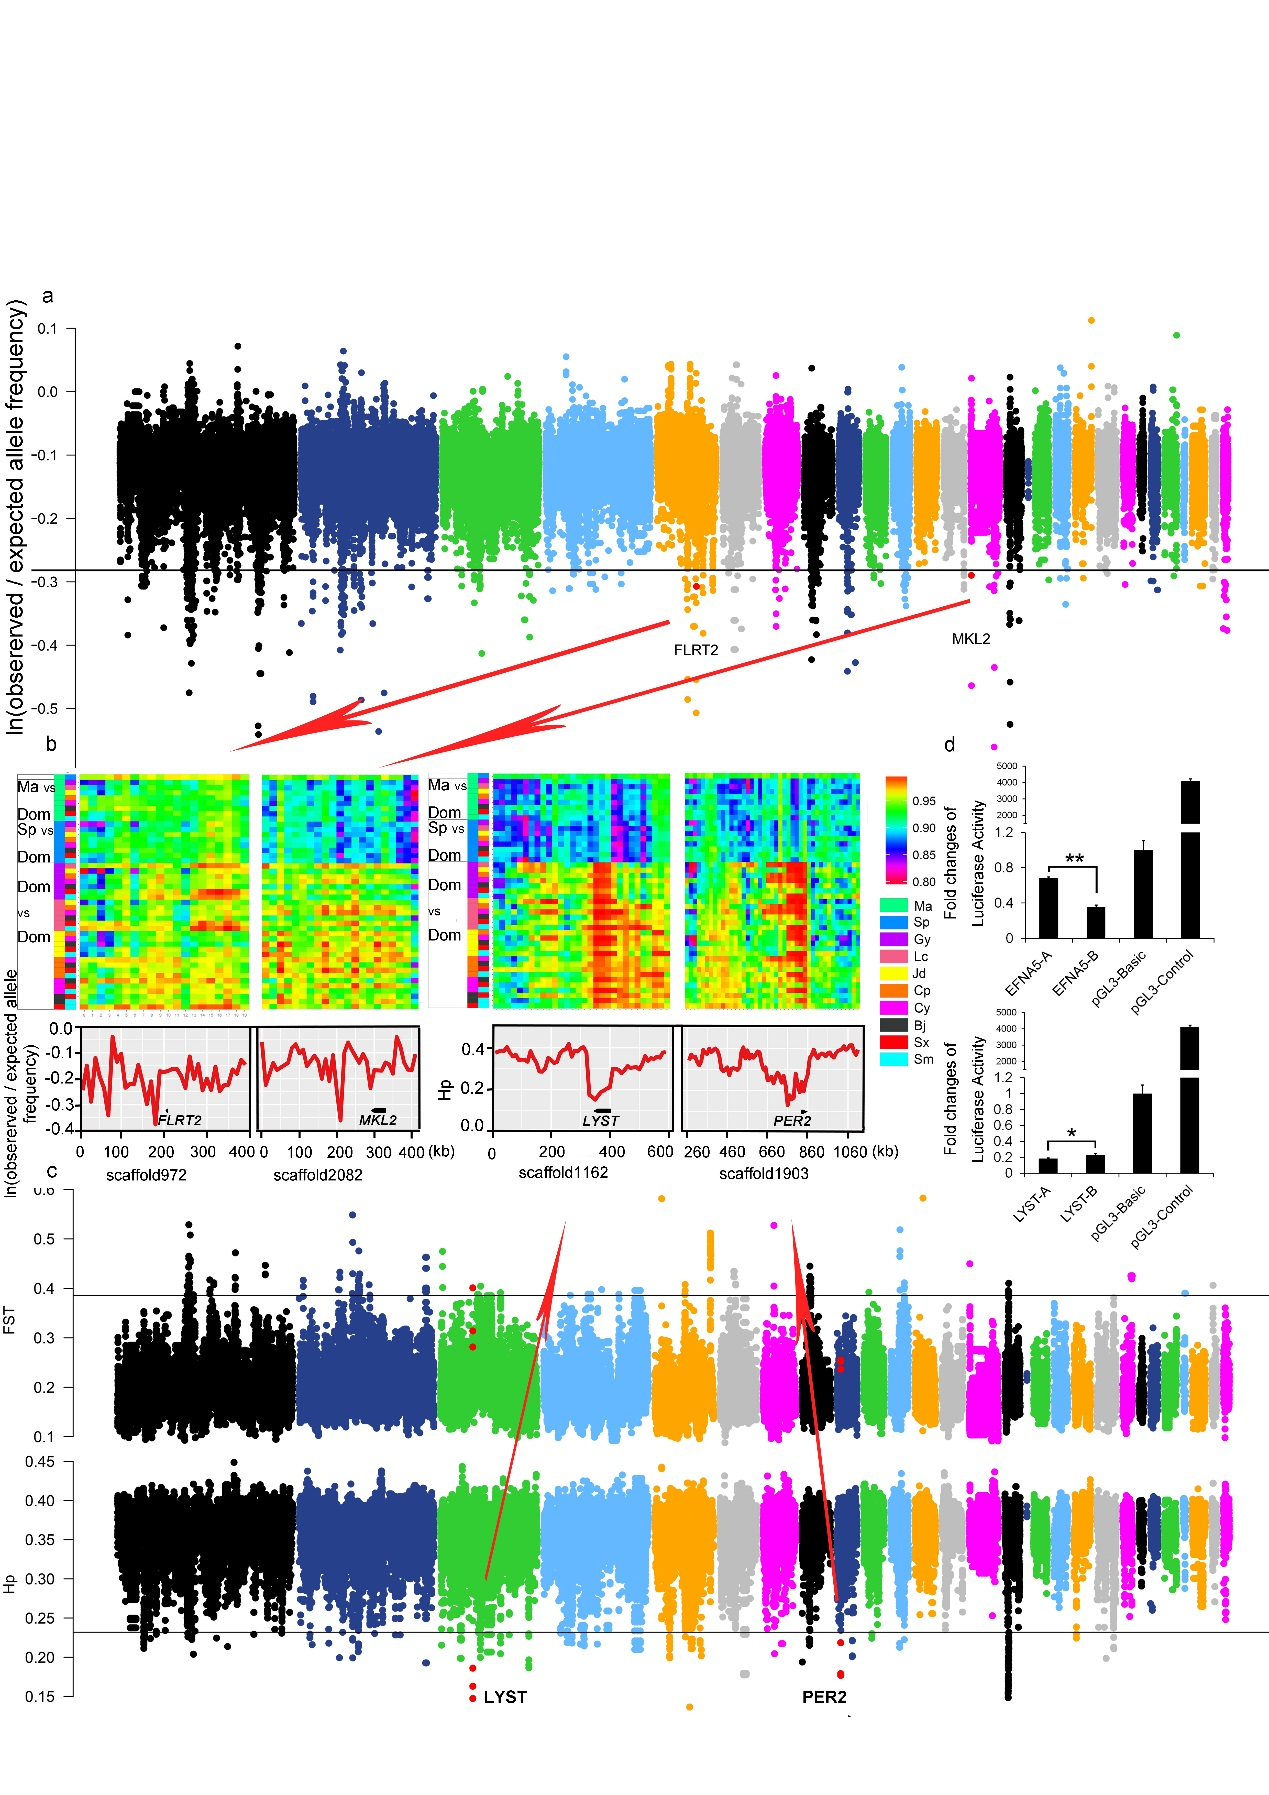 a
ln(obsererved / expected allele frequency)
0.1
0.0
-0.1
-0.2
-0.3
-0.4
-0.5
FLRT2
MKL2
b
Ma vs
Dom
Sp vs
Dom
Dom
vs
Dom
Ma vs
Dom
Sp vs
Dom
Dom
vs
Dom
0.95
0.90
0.85
0.80
Ma
Sp
Gy
Lc
Jd
Cp
Cy
Bj
Sx
Sm
ln(obsererved / expected allele
frequency)
0.0
-0.1
-0.2
-0.3
-0.4
FLRT2
MKL2
0 100 200 300 400
0 200 400 (kb)
scaffold972
scaffold2082
Hp
0.4
0.2
0.0
LYST
PER2
0 200 400 600
260 460 660 860 1060 (kb)
scaffold1162
scaffold1903
d
Fold changes of
Luciferase Activity
5000
4000
3000
2000
1.2
0.8
0.4
0
**
EFNA5-A
EFNA5-B
pGL3-Basic
pGL3-Control
Fold changes of
Luciferase Activity
5000
4000
3000
2000
1.2
1
0.8
0.6
0.4
0.2
0
*
LYST-A
LYST-B
pGL3-Basic
pGL3-Control
c
FST
0.6
0.5
0.4
0.3
0.2
0.1
Hp
0.45
0.40
0.35
0.30
0.25
0.20
0.15
LYST
PER2